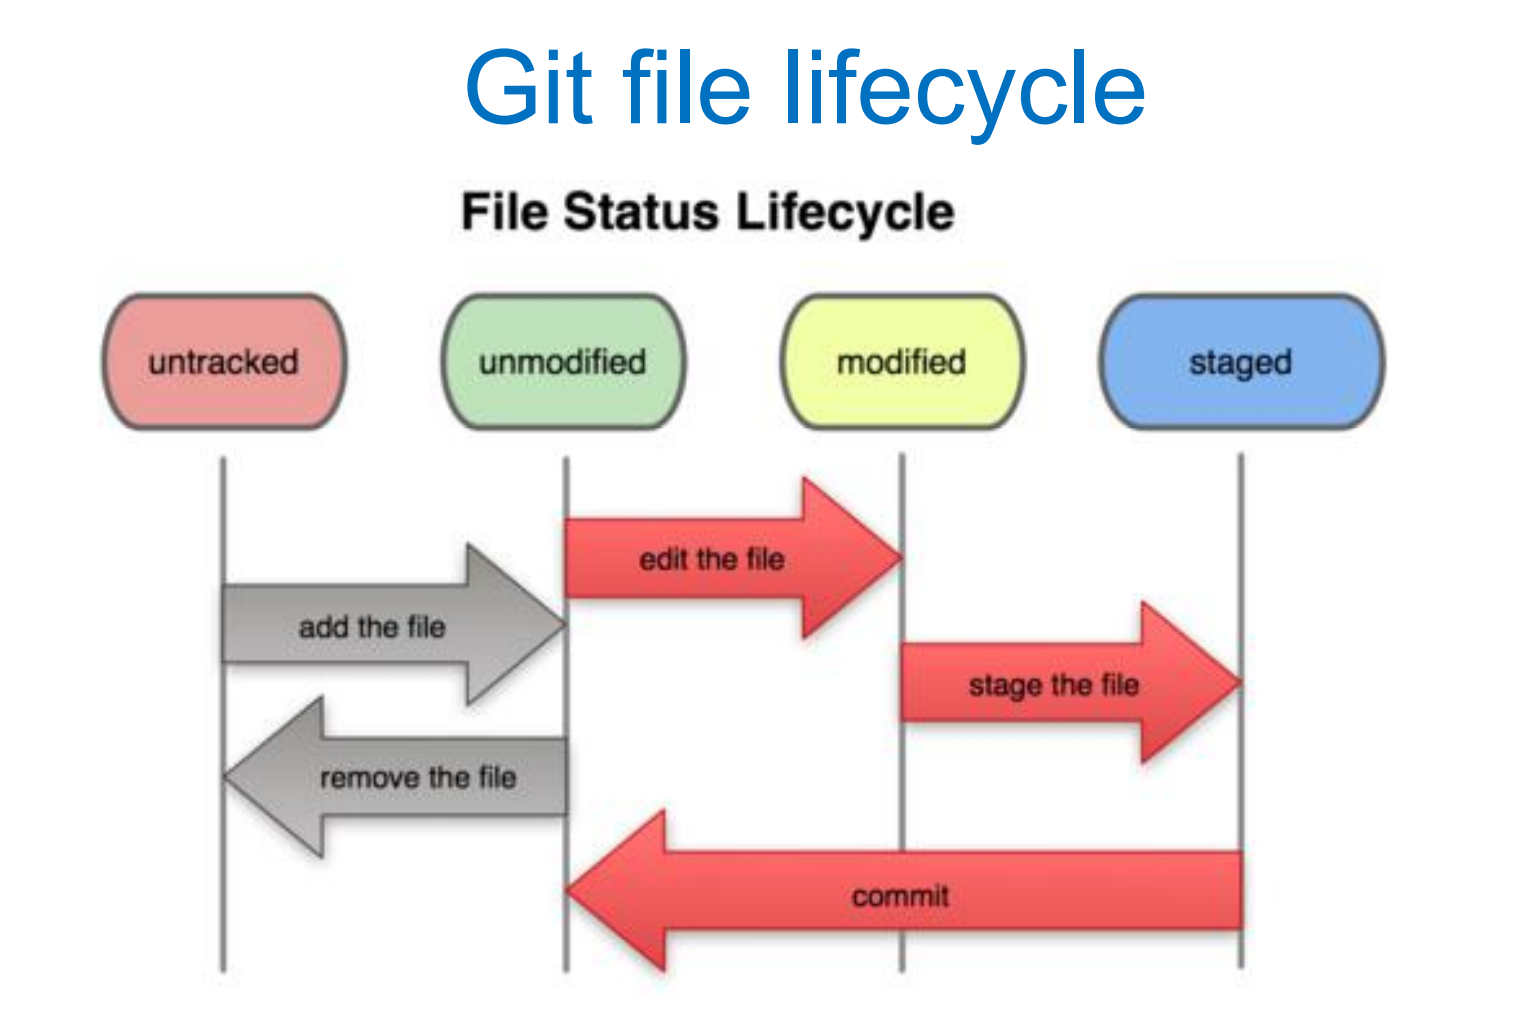 Git file lifecycle
File Status Lifecycle
untracked
unmodified
modified
staged
edit the file
add the file
stage the file
remove the file
commit